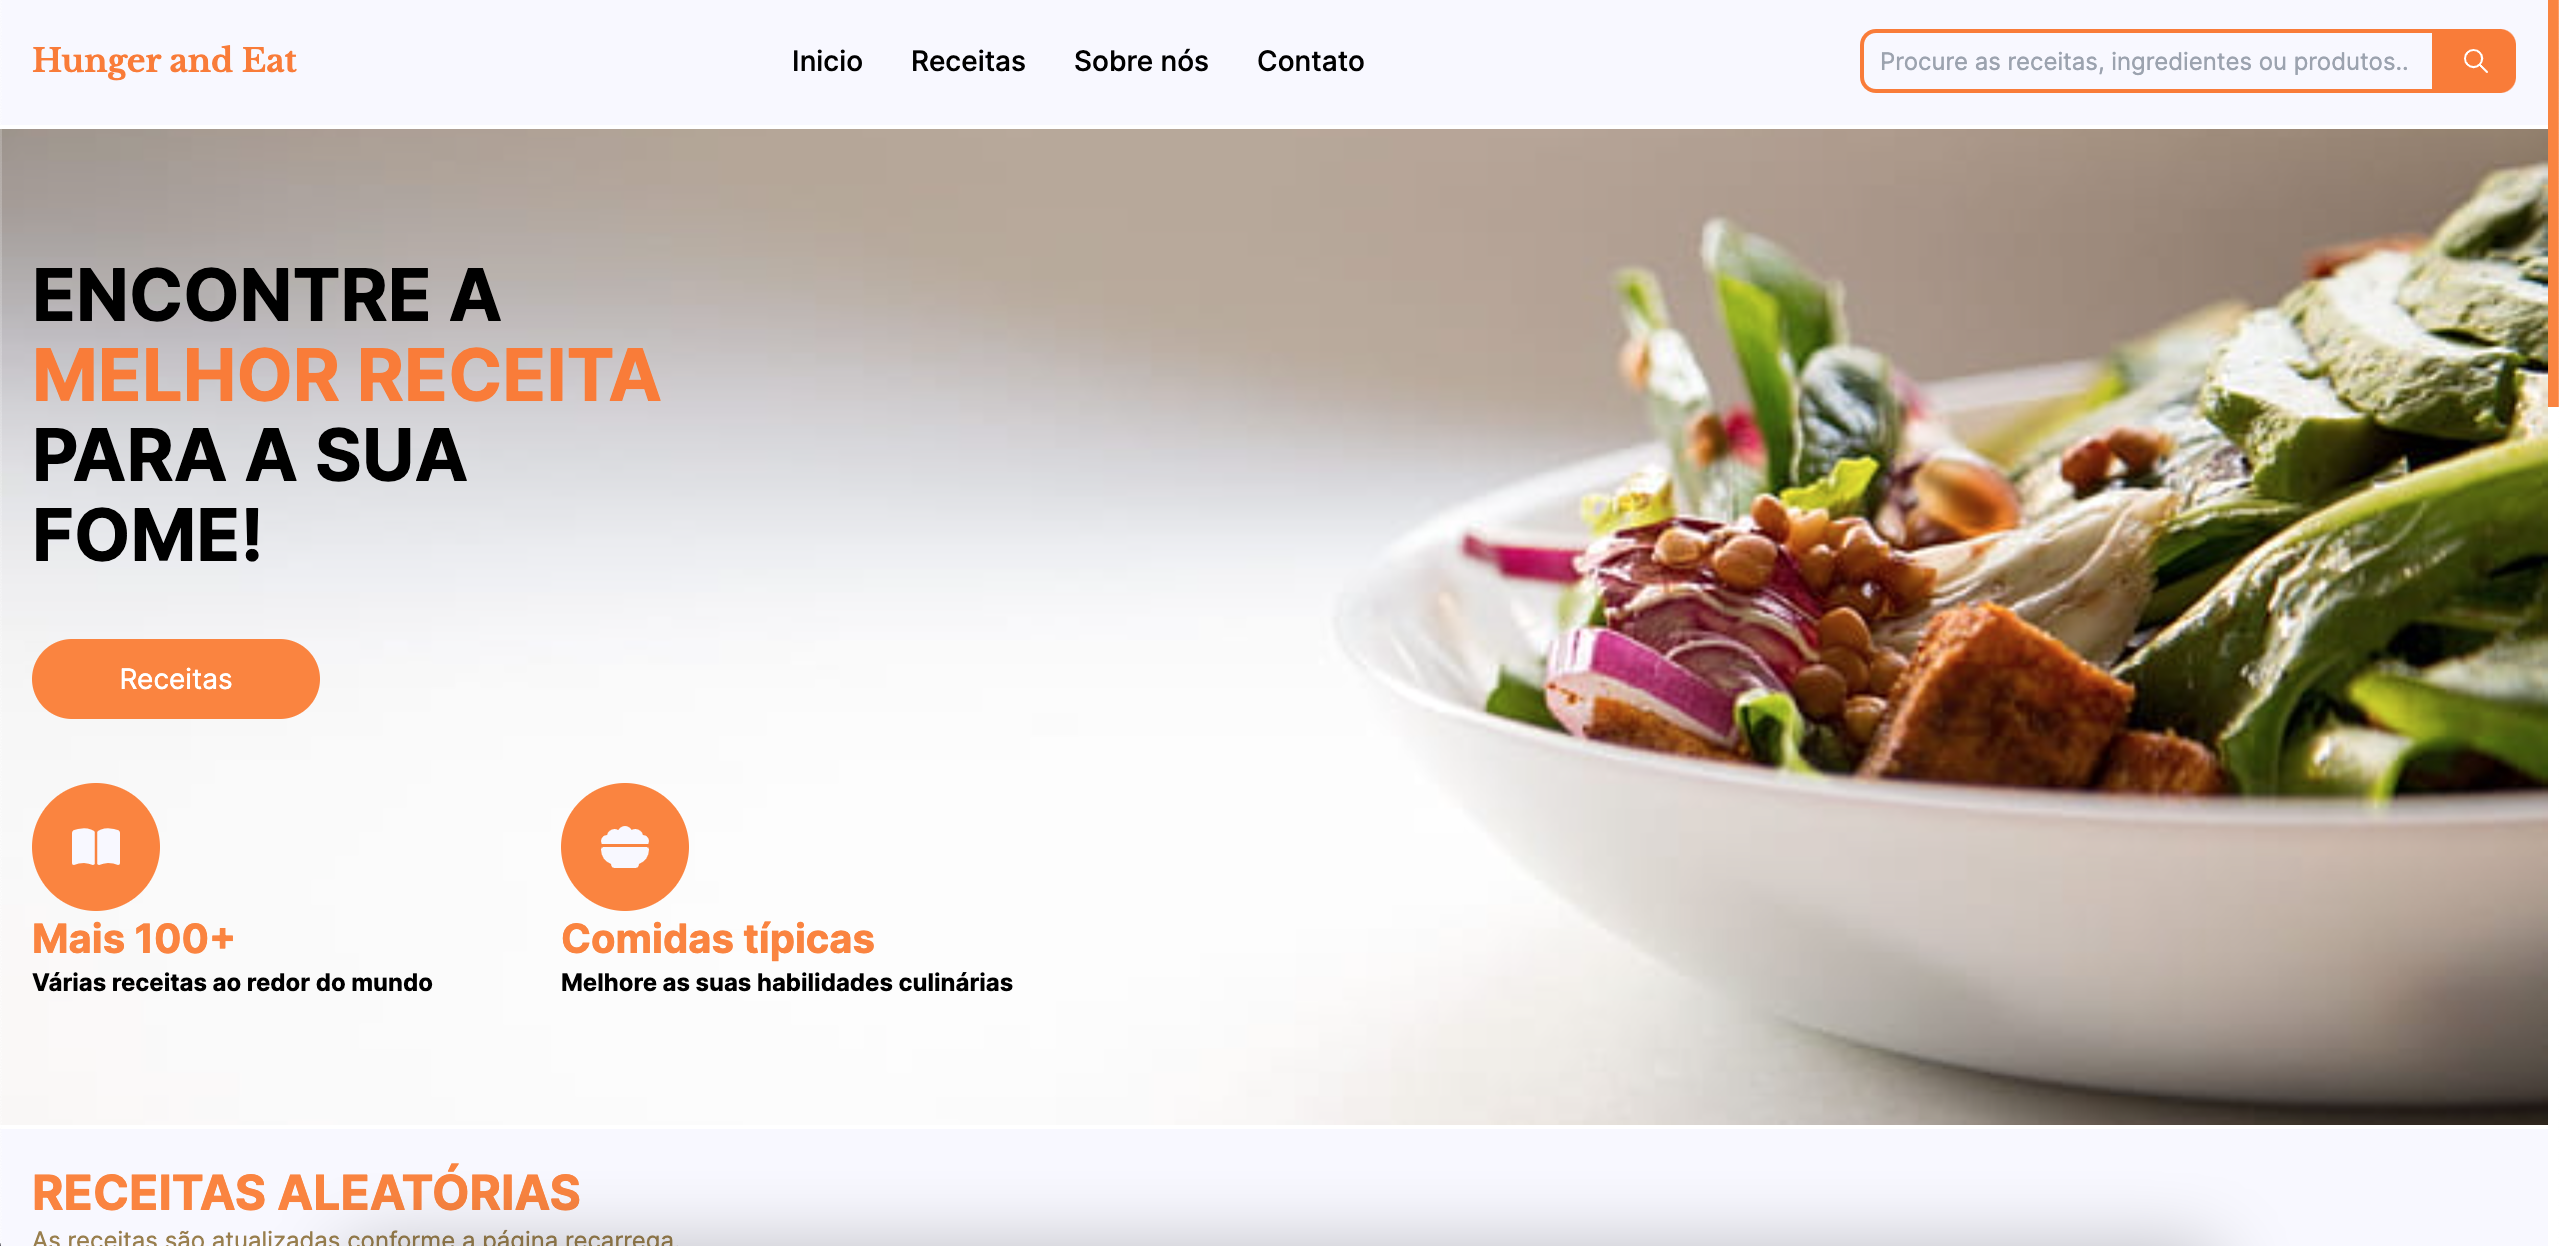 Hunger and Eat
Inicio Receitas Sobre nós Contato
Procure as receitas, ingredientes ou produtos..
ENCONTRE A
MELHOR RECEITA
PARA A SUA
FOME!
Receitas
Mais 100+
Várias receitas ao redor do mundo
Comidas típicas
Melhore as suas habilidades culinárias
RECEITAS ALEATÓRIAS
As receitas são atualizadas conforme a página recarrega